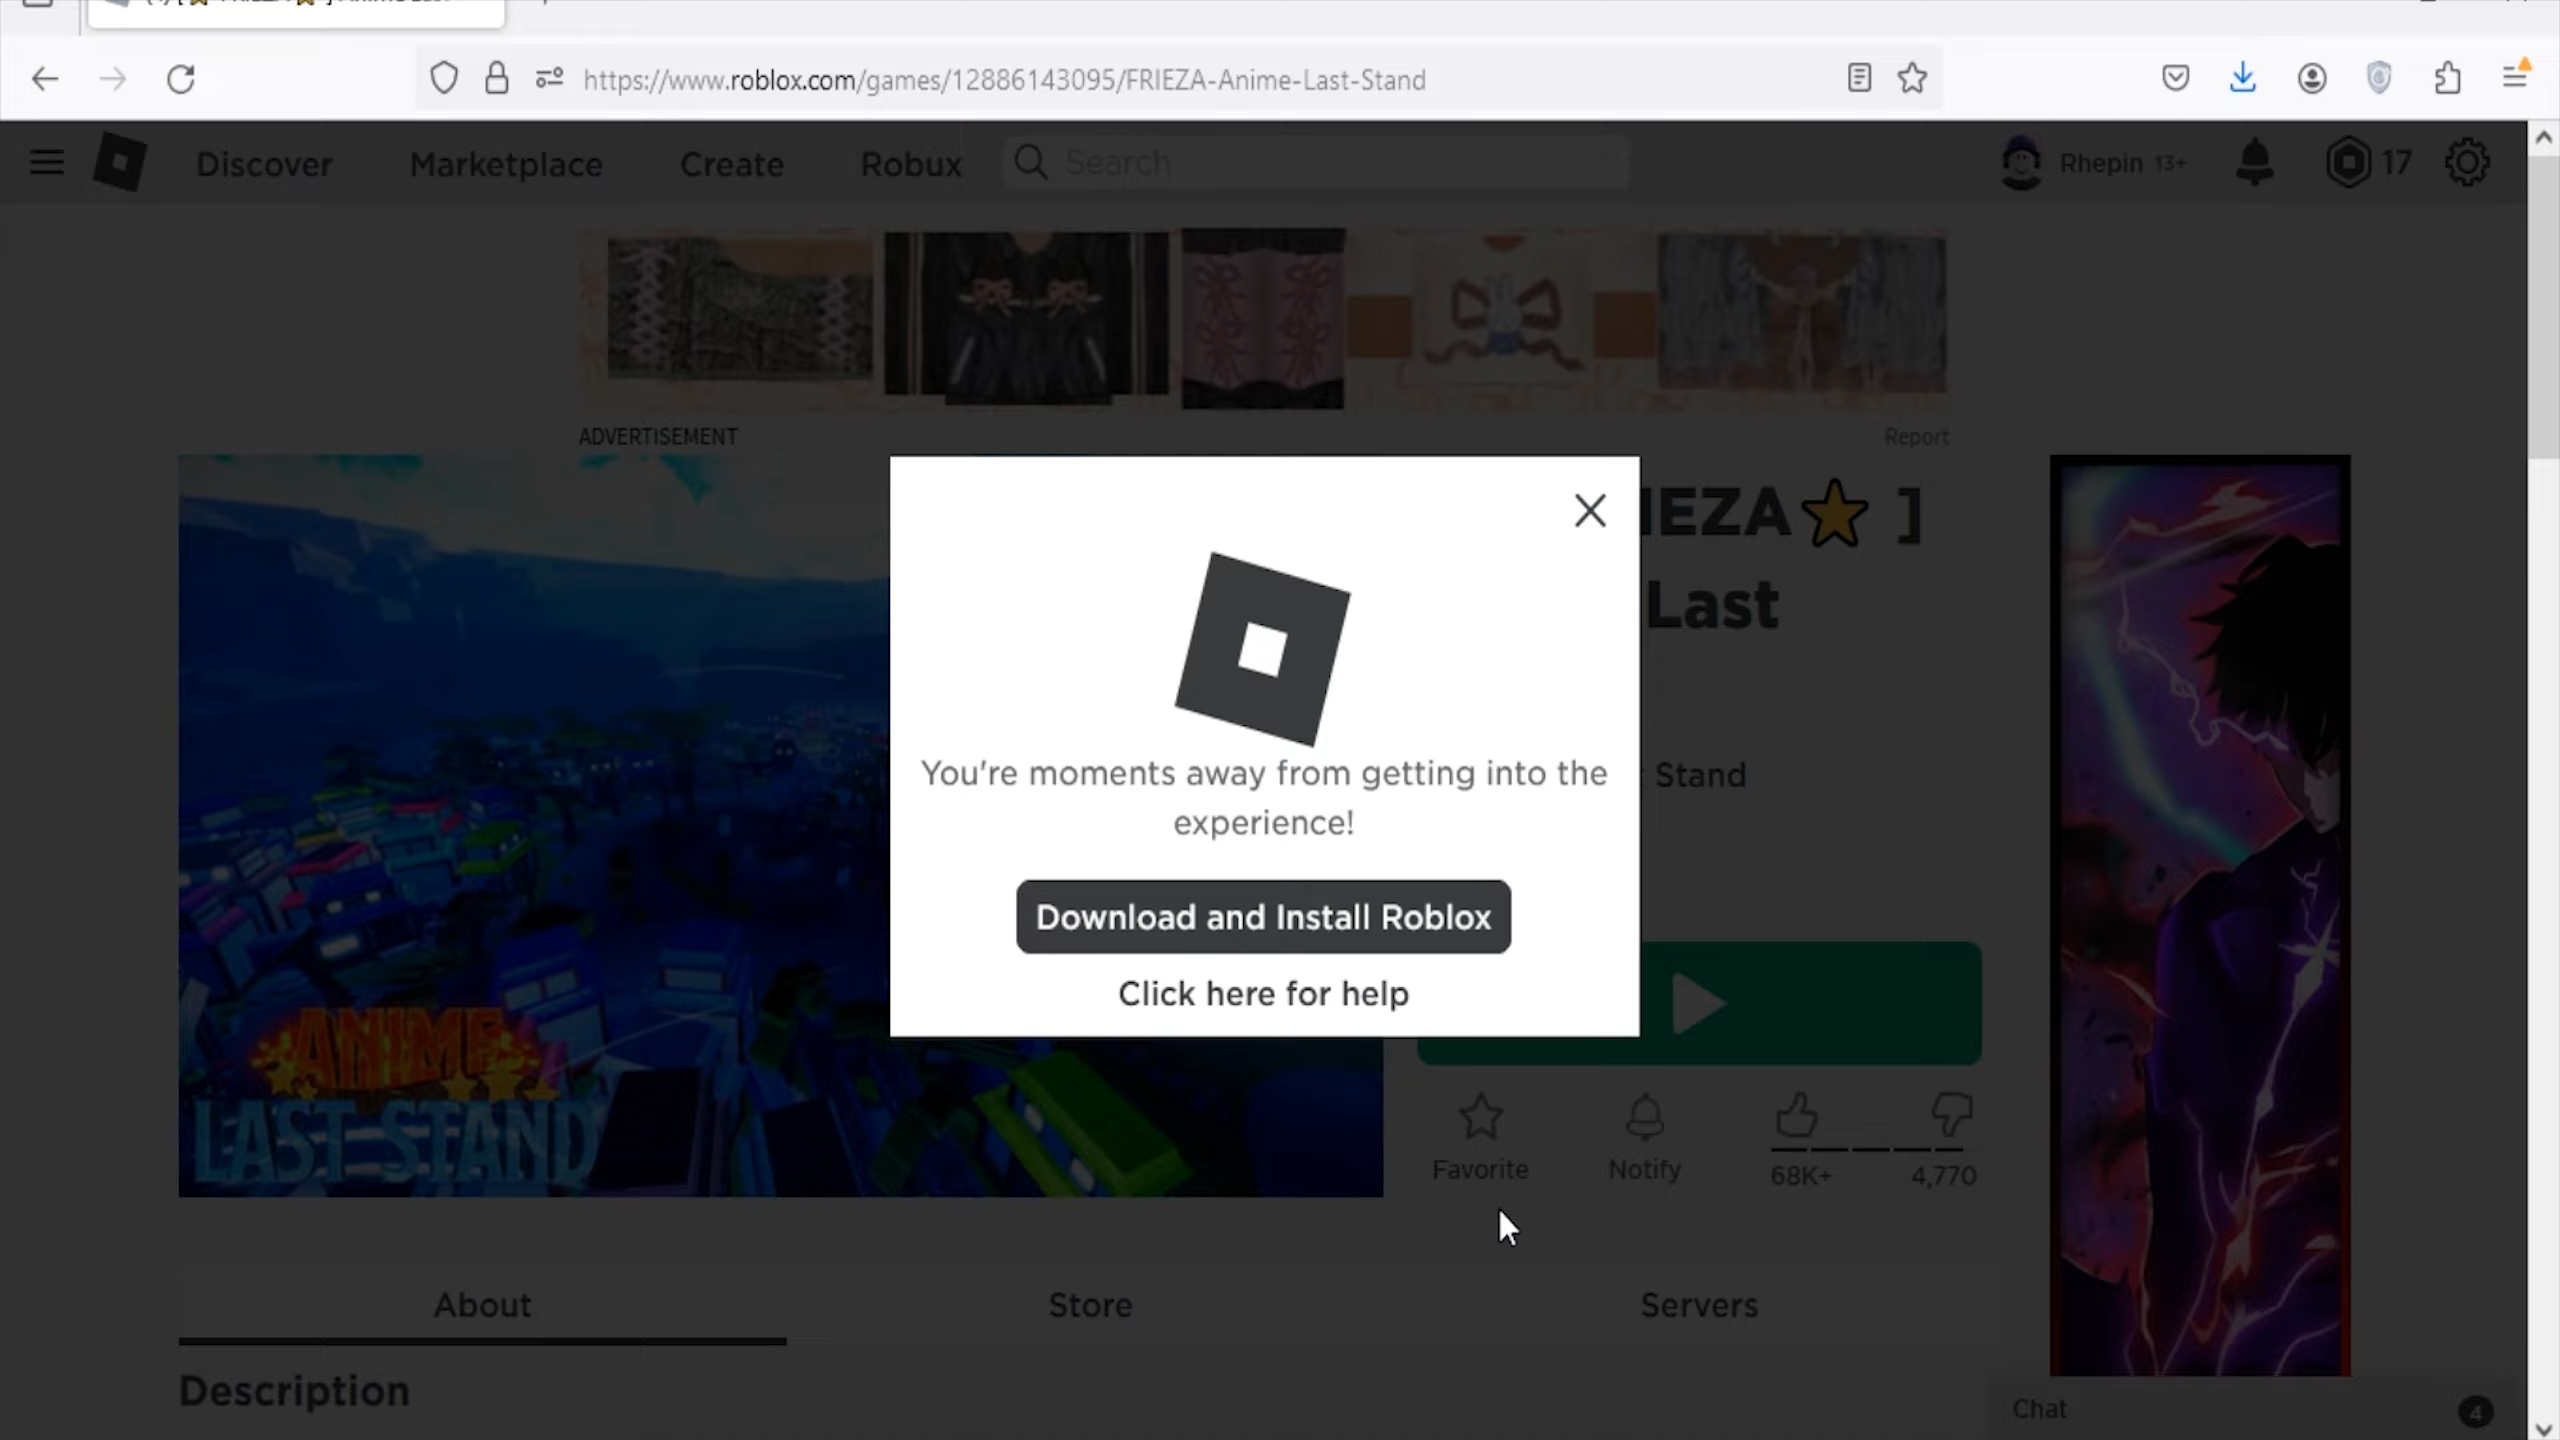 https://www.roblox.com/games/12886143095/FRIEZA-Anime-Last-Stand
Discover
Marketplace
Create
Robux
Search
Rhepin 13+
17
ADVERTISEMENT
Report
IEZA⭐ ]
Last
Stand
You're moments away from getting into the
experience!
Download and Install Roblox
Click here for help
ANIME
LAST STAND
Favorite
Notify
68K+
4,770
About
Store
Servers
Description
Chat
4